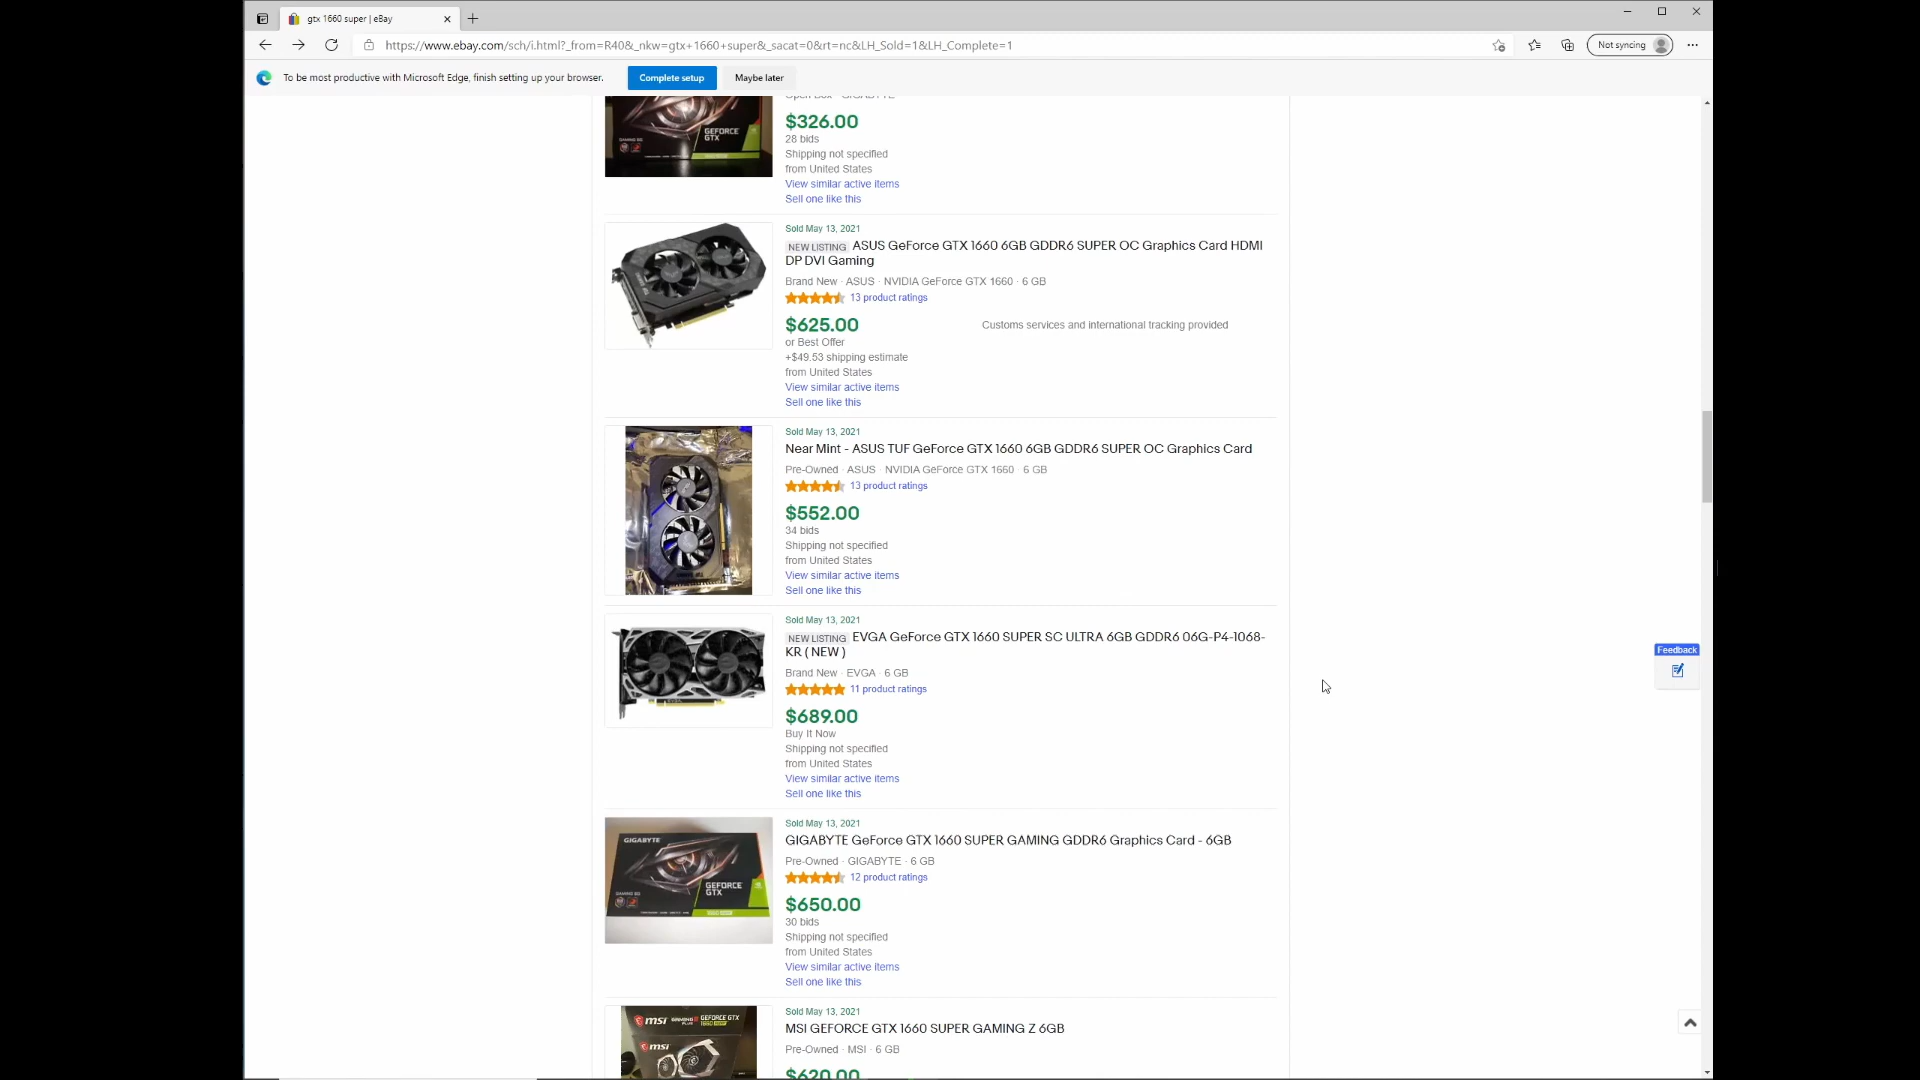 gtx 1660 super | eBay
https://www.ebay.com/sch/i.html?_from=R40&_nkw=gtx+1660+super&_sacat=0&rt=nc&LH_Sold=1&LH_Complete=1
Not syncing
To be most productive with Microsoft Edge, finish setting up your browser.
Complete setup
Maybe later
GEFORCE
GTX
$326.00
28 bids
Shipping not specified
from United States
View similar active items
Sell one like this
Sold May 13, 2021
NEW LISTING ASUS GeForce GTX 1660 6GB GDDR6 SUPER OC Graphics Card HDMI
DP DVI Gaming
Brand New · ASUS · NVIDIA GeForce GTX 1660 · 6 GB
13 product ratings
$625.00
Customs services and international tracking provided
or Best Offer
+$49.53 shipping estimate
from United States
View similar active items
Sell one like this
Sold May 13, 2021
Near Mint - ASUS TUF GeForce GTX 1660 6GB GDDR6 SUPER OC Graphics Card
Pre-Owned · ASUS · NVIDIA GeForce GTX 1660 · 6 GB
13 product ratings
$552.00
34 bids
Shipping not specified
from United States
View similar active items
Sell one like this
Sold May 13, 2021
NEW LISTING EVGA GeForce GTX 1660 SUPER SC ULTRA 6GB GDDR6 06G-P4-1068-
KR ( NEW )
Brand New · EVGA · 6 GB
11 product ratings
$689.00
Buy It Now
Shipping not specified
from United States
View similar active items
Sell one like this
Feedback
Sold May 13, 2021
GIGABYTE GeForce GTX 1660 SUPER GAMING GDDR6 Graphics Card - 6GB
Pre-Owned · GIGABYTE · 6 GB
12 product ratings
$650.00
30 bids
Shipping not specified
from United States
View similar active items
Sell one like this
GIGABYTE
GEFORCE
GTX
Sold May 13, 2021
MSI GEFORCE GTX 1660 SUPER GAMING Z 6GB
Pre-Owned · MSI · 6 GB
$620.00
msi
GEFORCE GTX
msi